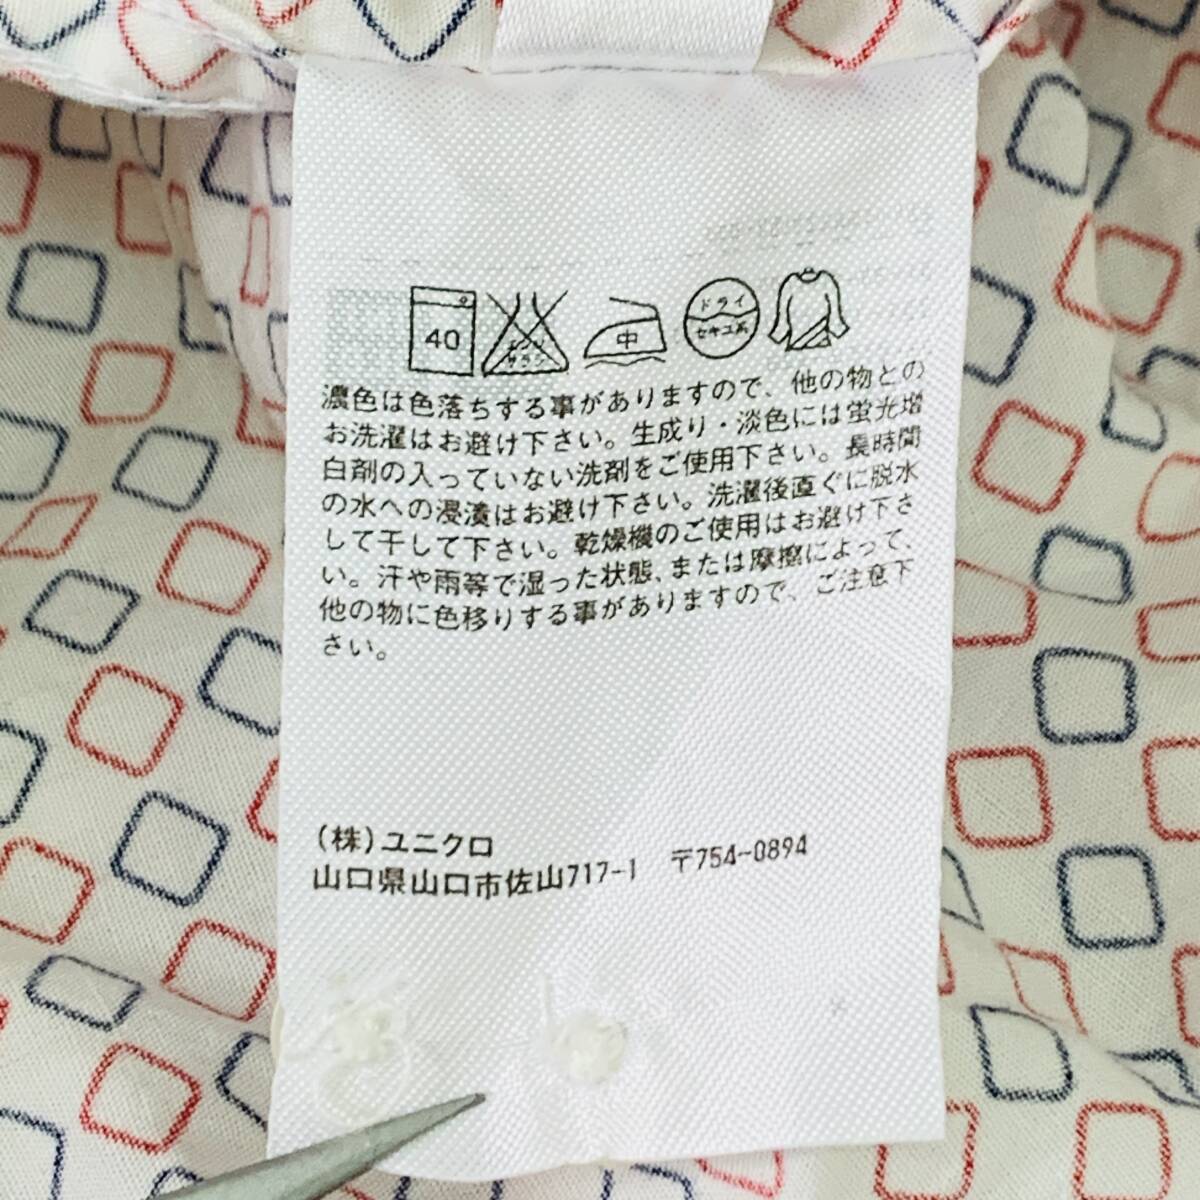 40
エンソ
サラシ
中
ドライ
セキユ系
濃色は色落ちする事がありますので、他の物との
お洗濯はお避け下さい。生成り・淡色には蛍光増
白剤の入っていない洗剤をご使用下さい。長時間
の水への浸漬はお避け下さい。洗濯後直ぐに脱水
して干して下さい。乾燥機のご使用はお避け下さ
い。汗や雨等で湿った状態、または摩擦によって、
他の物に色移りする事がありますので、ご注意下
さい。
(株)ユニクロ
山口県山口市佐山717-1 〒754-0894